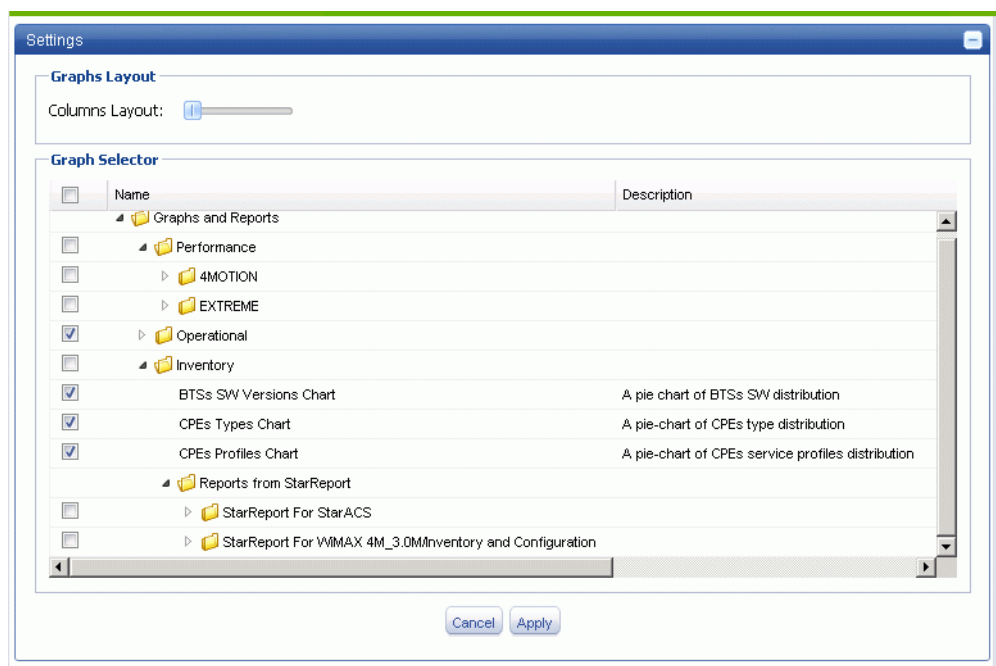 Settings
Graphs Layout
Columns Layout:
Graph Selector
Name Description
Graphs and Reports
Performance
4MOTION
EXTREME
Operational
Inventory
BTSs SW Versions Chart A pie chart of BTSs SW distribution
CPEs Types Chart A pie-chart of CPEs type distribution
CPEs Profiles Chart A pie-chart of CPEs service profiles distribution
Reports from StarReport
StarReport For StarACS
StarReport For WiMAX 4M_3.0M/Inventory and Configuration
Cancel Apply